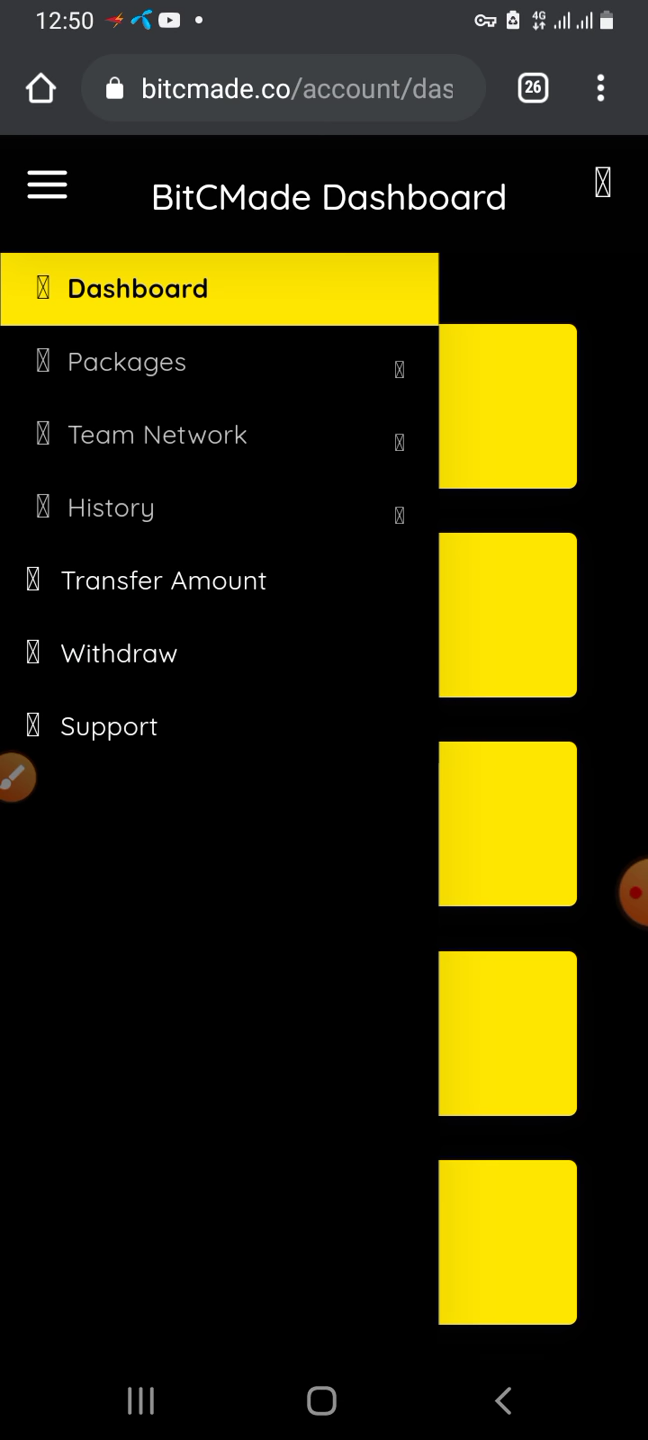 12:50
4G
bitcmade.co/account/das
26
BitCMade Dashboard
Dashboard
Packages
Team Network
History
Transfer Amount
Withdraw
Support